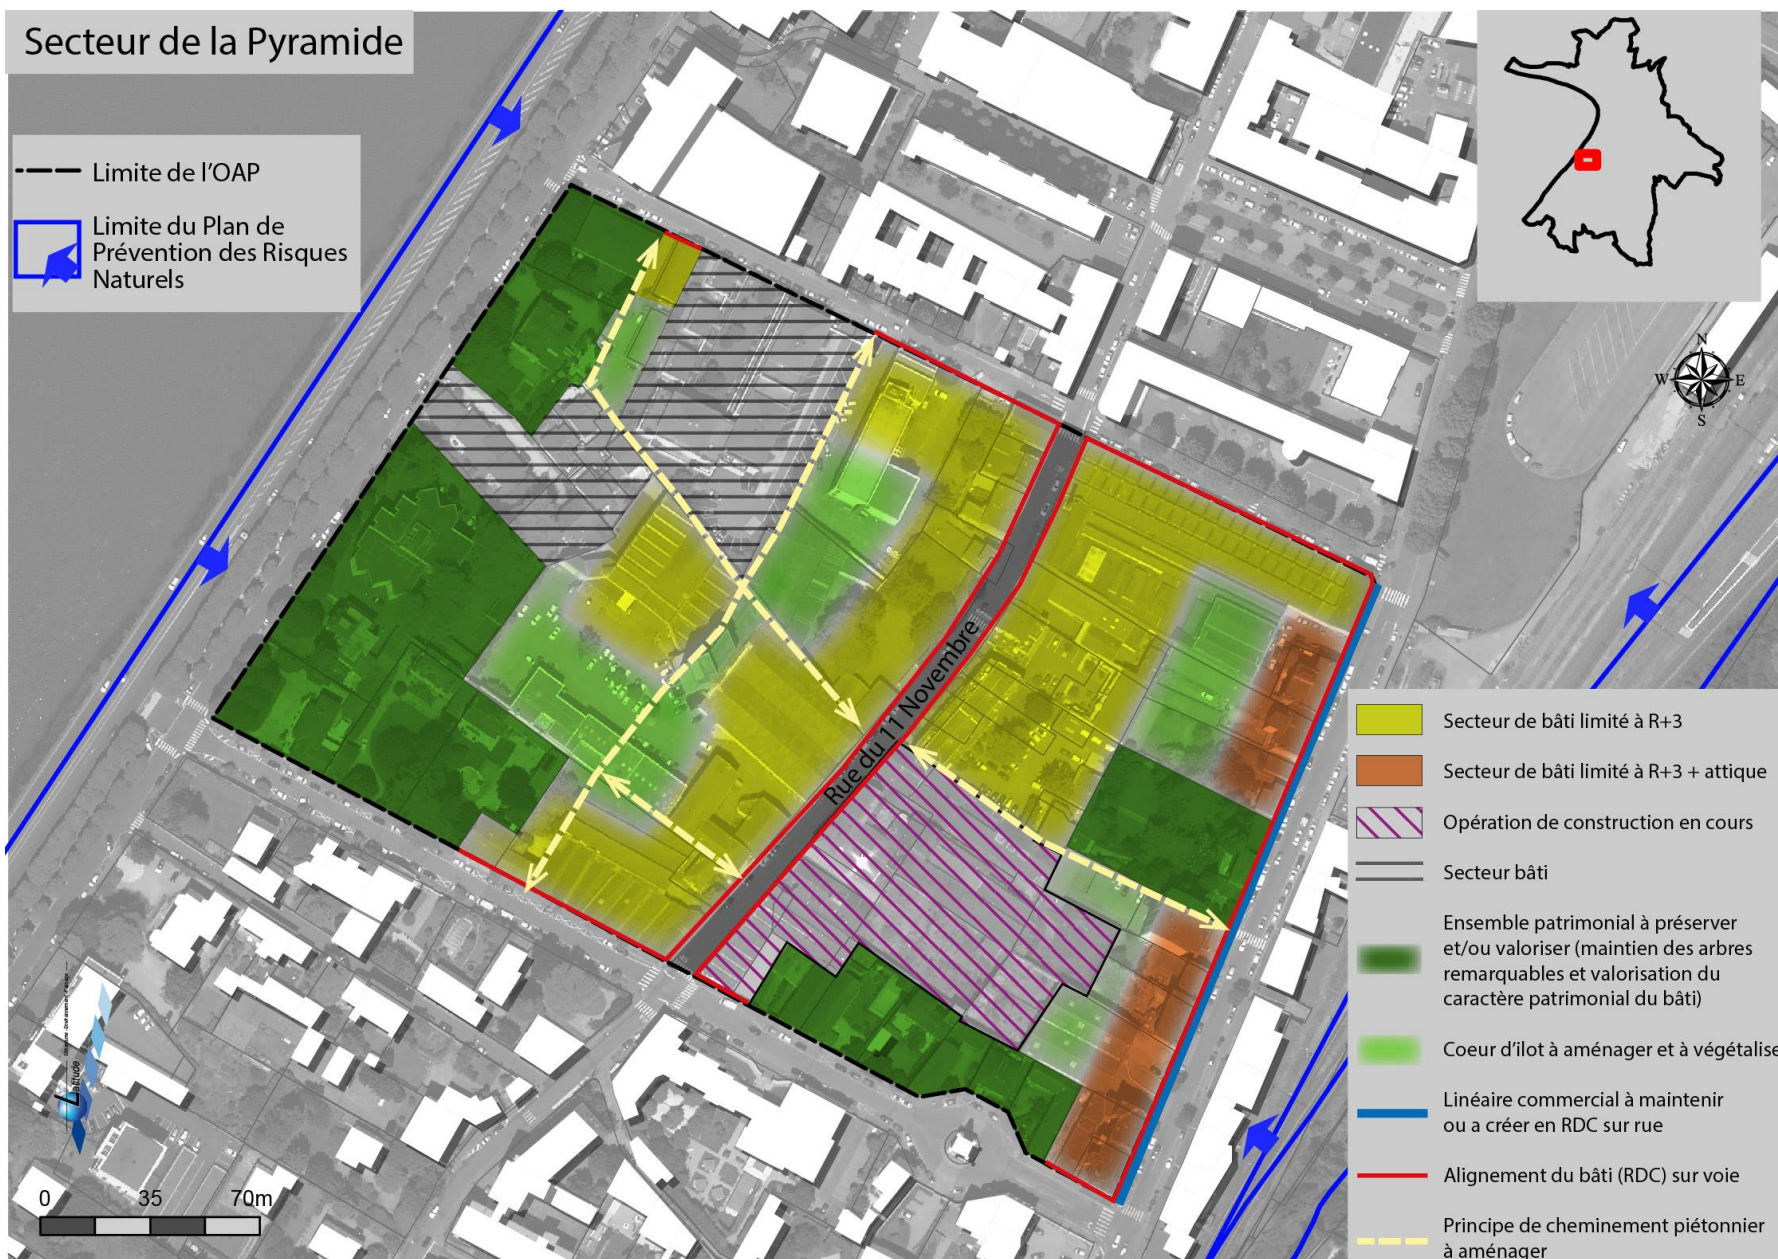 Secteur de la Pyramide
Limite de l'OAP
Limite du Plan de
Prévention des Risques
Naturels
N
W
E
S
Rue du 11 Novembre
Secteur de bâti limité à R+3
Secteur de bâti limité à R+3 + attique
Opération de construction en cours
Secteur bâti
Ensemble patrimonial à préserver
et/ou valoriser (maintien des arbres
remarquables et valorisation du
caractère patrimonial du bâti)
Coeur d'ilot à aménager et à végétalise
Linéaire commercial à maintenir
ou a créer en RDC sur rue
Alignement du bâti (RDC) sur voie
Principe de cheminement piétonnier
à aménager
0 35 70m